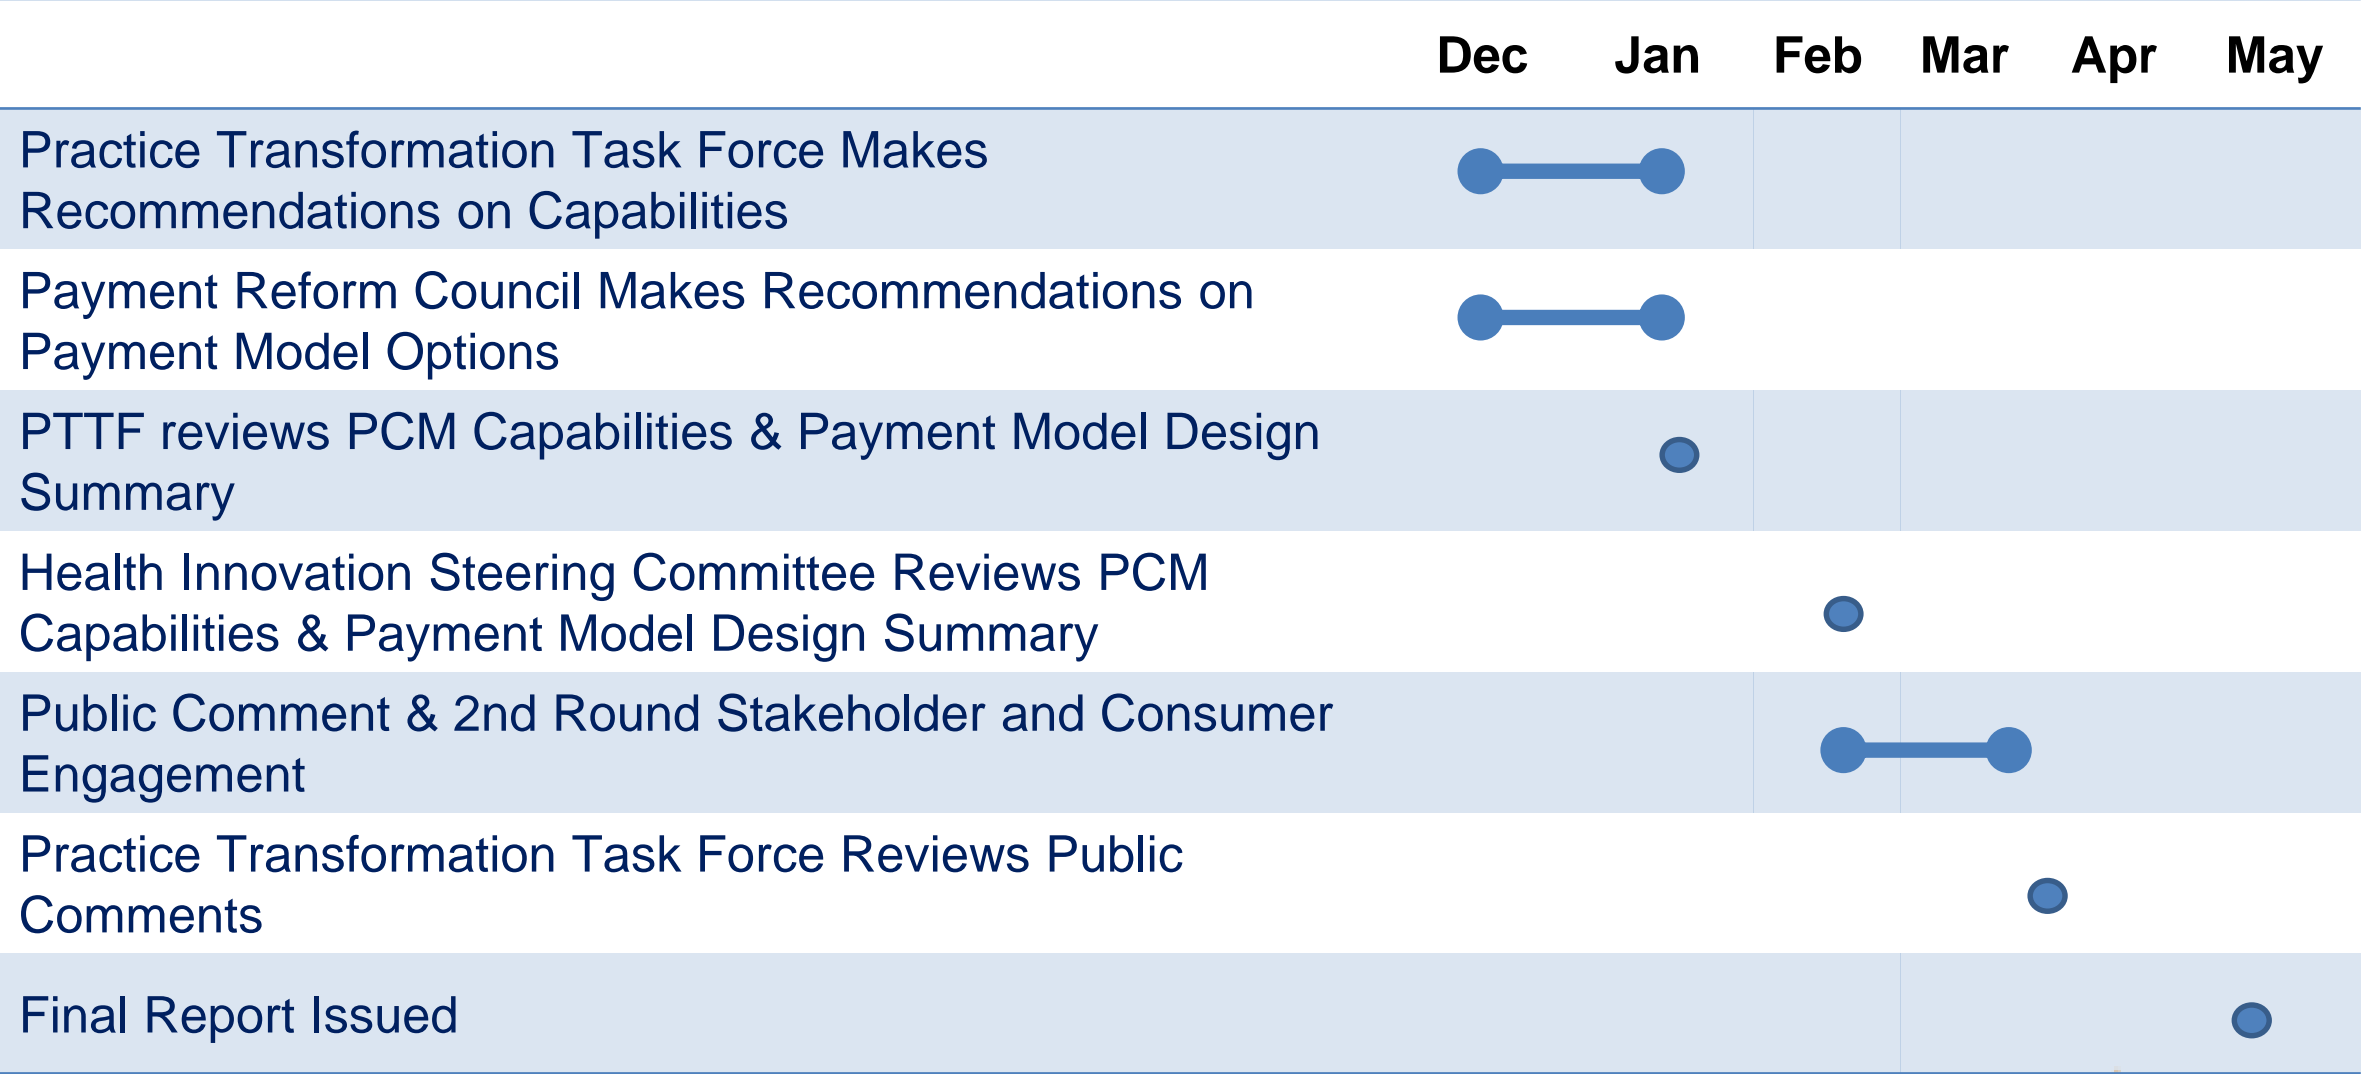 Dec Jan Feb Mar Apr May
Practice Transformation Task Force Makes
Recommendations on Capabilities
Payment Reform Council Makes Recommendations on
Payment Model Options
PTTF reviews PCM Capabilities & Payment Model Design
Summary
Health Innovation Steering Committee Reviews PCM
Capabilities & Payment Model Design Summary
Public Comment & 2nd Round Stakeholder and Consumer
Engagement
Practice Transformation Task Force Reviews Public
Comments
Final Report Issued